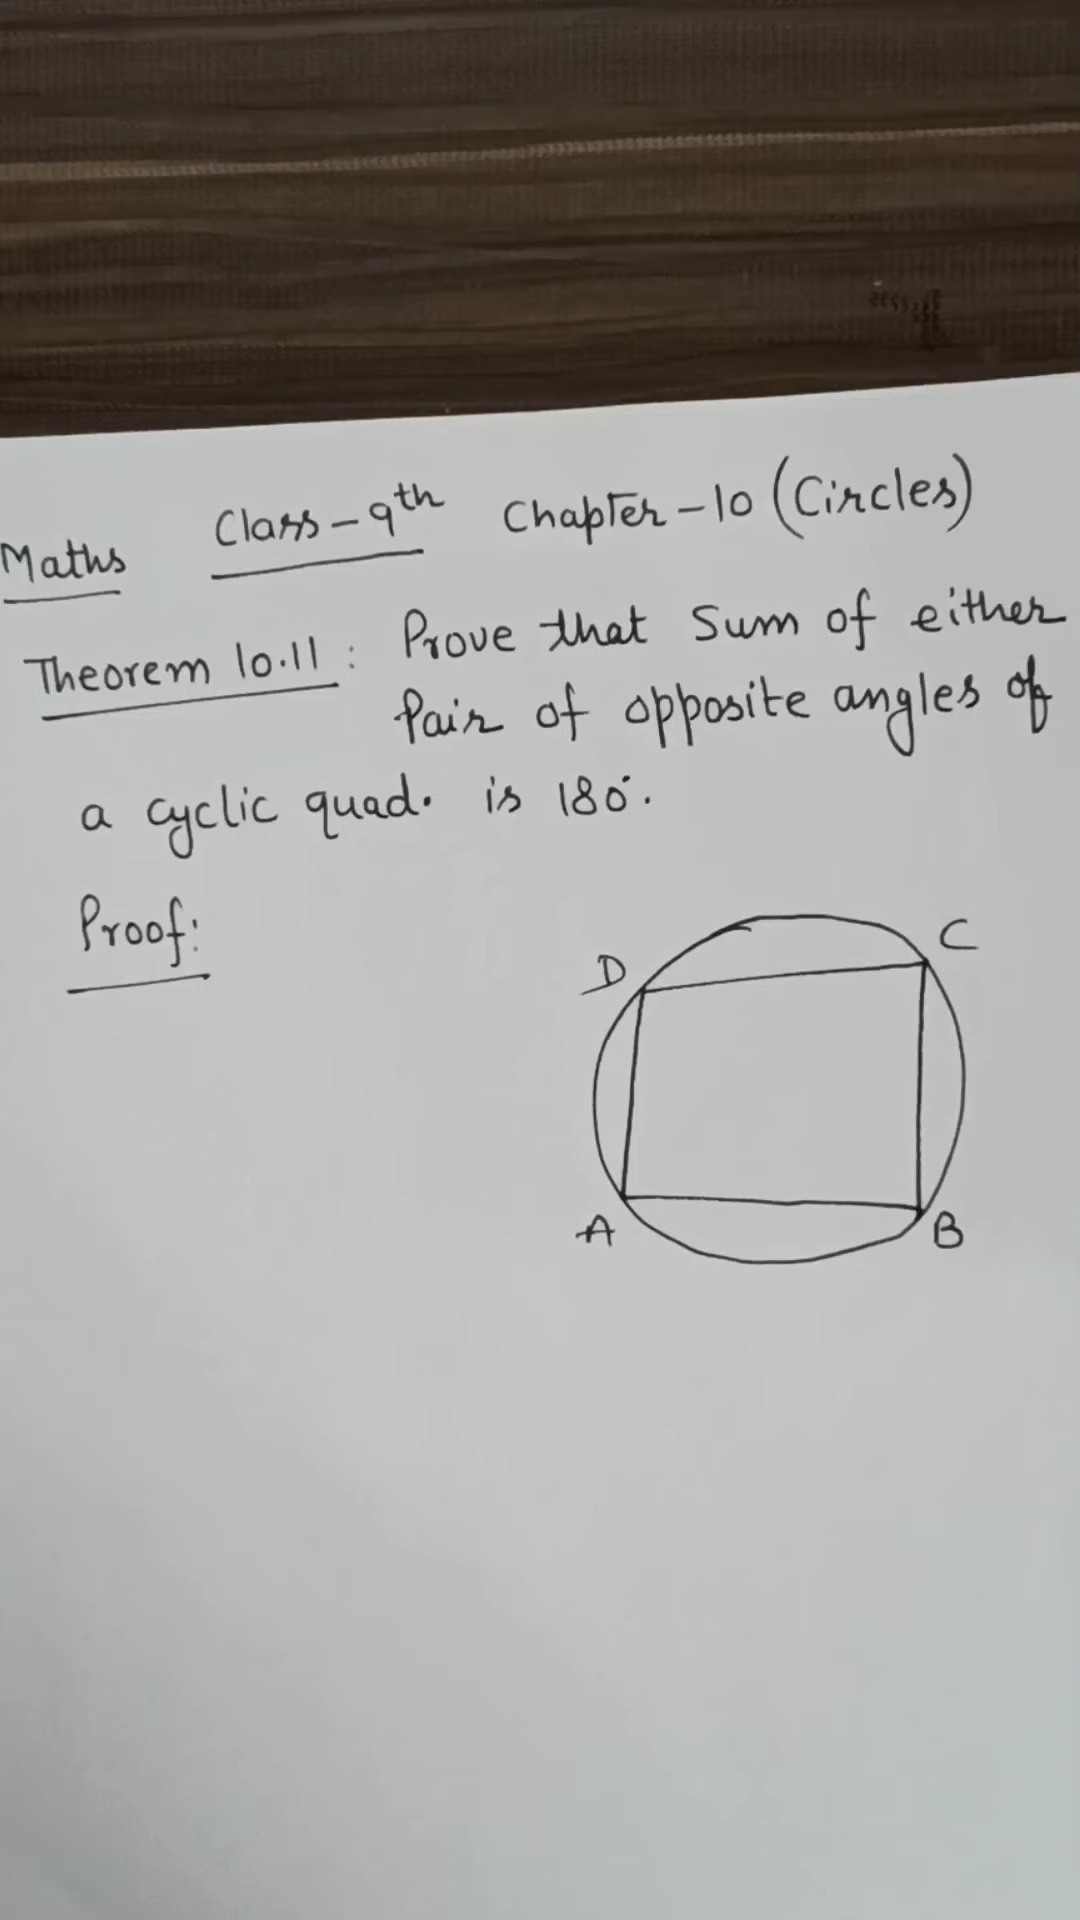 Maths Class-9th Chapter-10 (Circles)
Theorem 10.11: Prove that sum of either
Pair of opposite angles of
a cyclic quad. is 180°.
Proof:
D C
A B